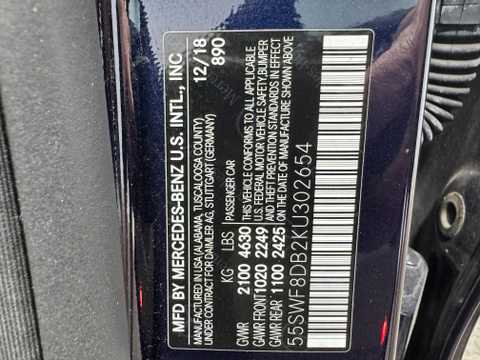 MFD BY MERCEDES-BENZ U.S. INTL., INC
MANUFACTURED IN USA (ALABAMA, TUSCALOOSA COUNTY)
UNDER CONTRACT FOR DAIMLER AG, STUTTGART (GERMANY)
12/18
890
PASSENGER CAR
KG LBS
GVWR 2100 4630
GAWR FRONT 1020 2249
GAWR REAR 1100 2425
THIS VEHICLE CONFORMS TO ALL APPLICABLE
U.S. FEDERAL MOTOR VEHICLE SAFETY, BUMPER
AND THEFT PREVENTION STANDARDS IN EFFECT
ON THE DATE OF MANUFACTURE SHOWN ABOVE
55SWF8DB2KU302654